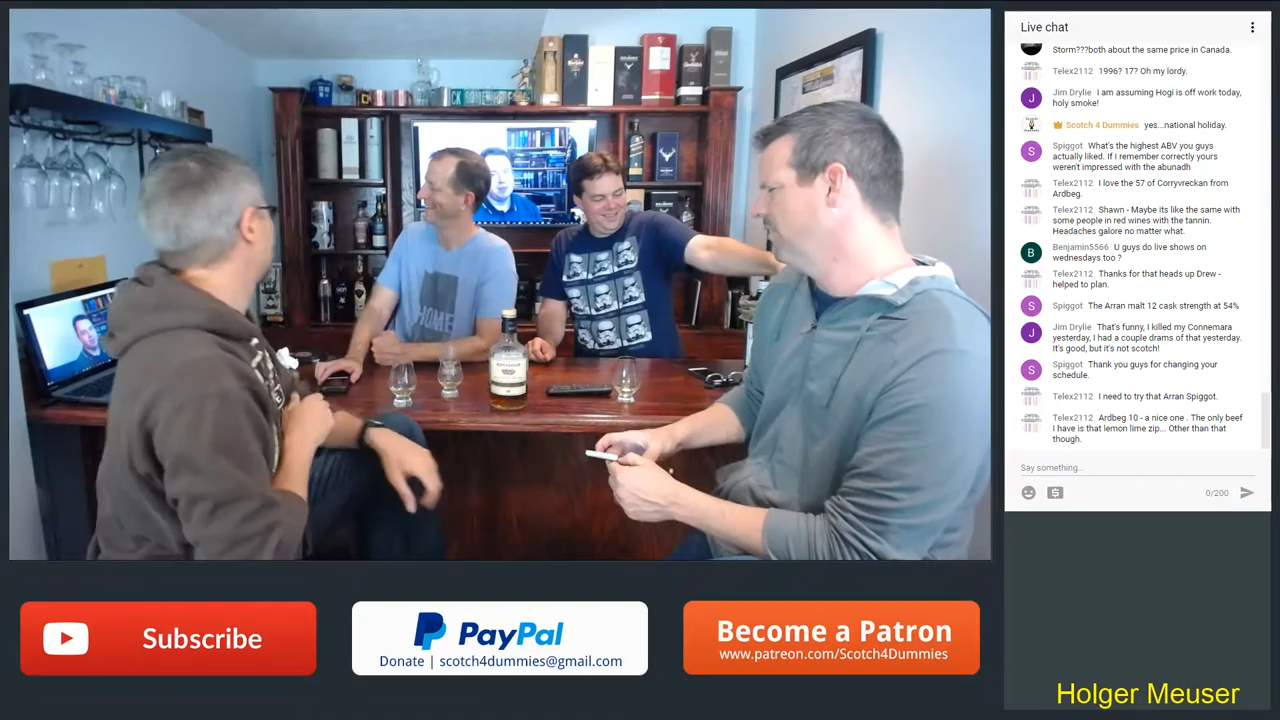 Live chat
Storm???both about the same price in Canada.
Telex2112 1996? 17? Oh my lordy.
Jim Drylie I am assuming Hogi is off work today,
holy smoke!
Scotch 4 Dummies yes...national holiday.
Spiggot What's the highest ABV you guys
actually liked. If I remember correctly yours
weren't impressed with the abunadh
Telex2112 I love the 57 of Corryvreckan from
Ardbeg.
Telex2112 Shawn - Maybe its like the same with
some people in red wines with the tannin.
Headaches galore no matter what.
Benjamin5566 U guys do live shows on
wednesdays too ?
Telex2112 Thanks for that heads up Drew -
helped to plan.
Spiggot The Arran malt 12 cask strength at 54%
Jim Drylie That's funny, I killed my Connemara
yesterday, I had a couple drams of that yesterday.
It's good, but it's not scotch!
Spiggot Thank you guys for changing your
schedule.
Telex2112 I need to try that Arran Spiggot.
Telex2112 Ardbeg 10 - a nice one . The only beef
I have is that lemon lime zip... Other than that
though.
Say something...
0/200
HOME
Subscribe
PayPal
Donate | scotch4dummies@gmail.com
Become a Patron
www.patreon.com/Scotch4Dummies
Holger Meuser